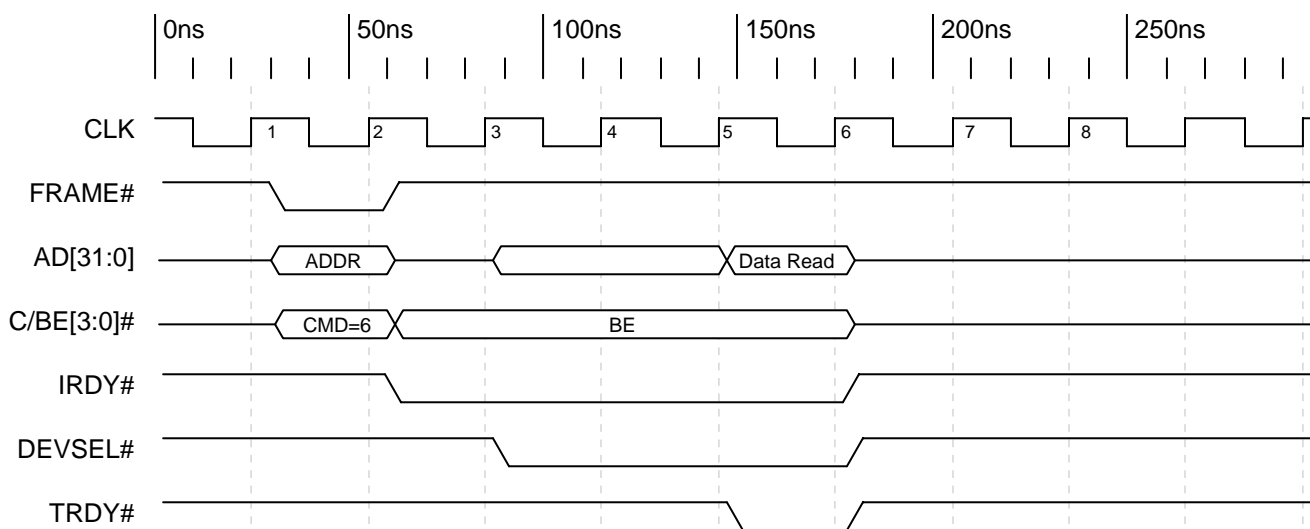 0ns 50ns 100ns 150ns 200ns 250ns
CLK 1 2 3 4 5 6 7 8
FRAME#
AD[31:0] ADDR Data Read
C/BE[3:0]# CMD=6 BE
IRDY#
DEVSEL#
TRDY#